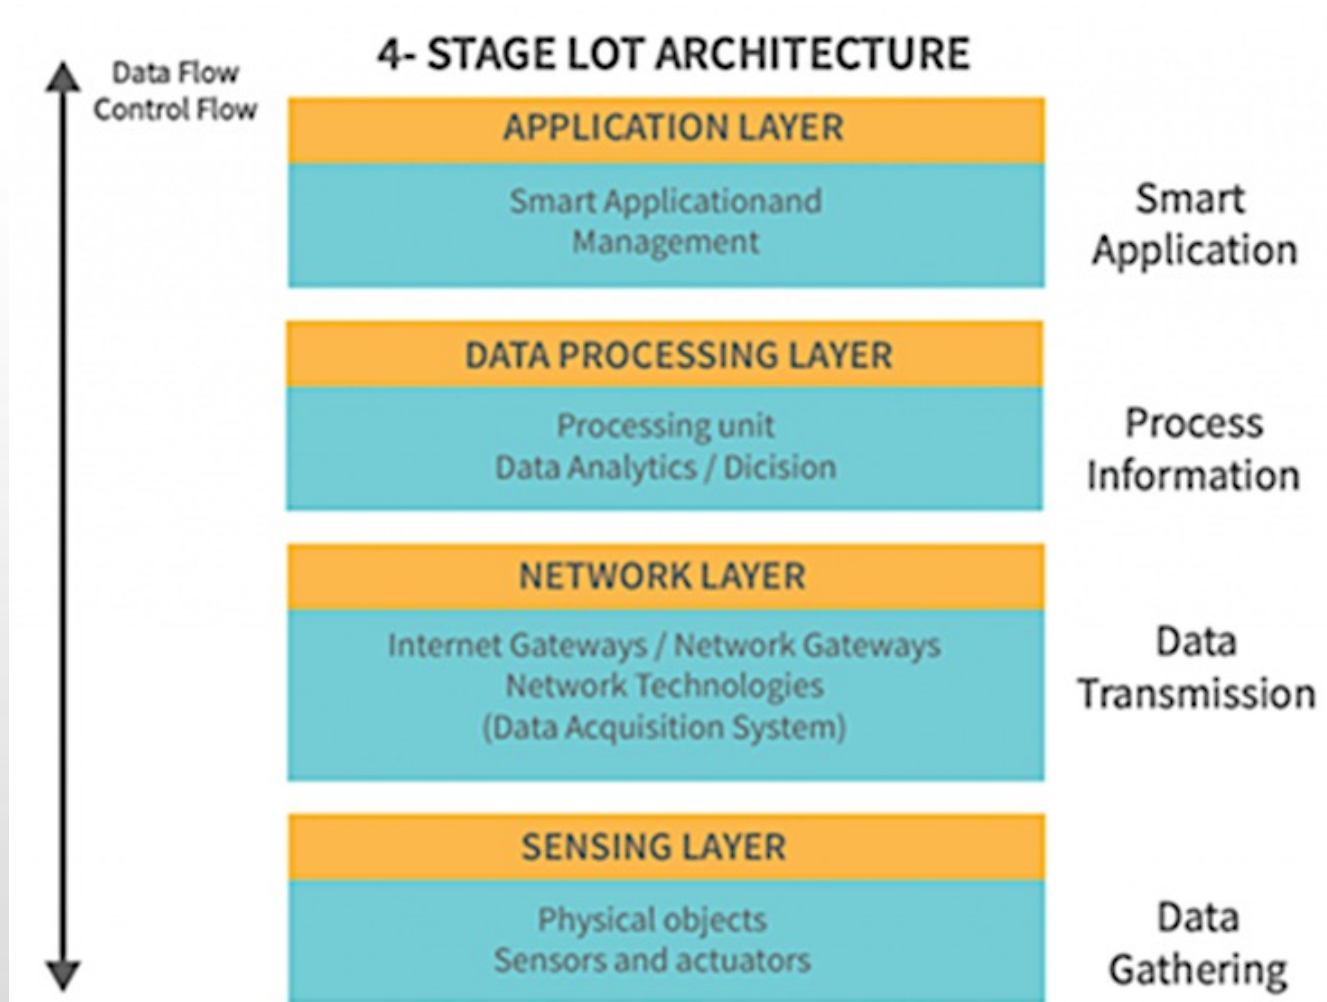 4- STAGE LOT ARCHITECTURE
Data Flow
Control Flow
APPLICATION LAYER
Smart Applicationand
Management
Smart
Application
DATA PROCESSING LAYER
Processing unit
Data Analytics / Dicision
Process
Information
NETWORK LAYER
Internet Gateways / Network Gateways
Network Technologies
(Data Acquisition System)
Data
Transmission
SENSING LAYER
Physical objects
Sensors and actuators
Data
Gathering